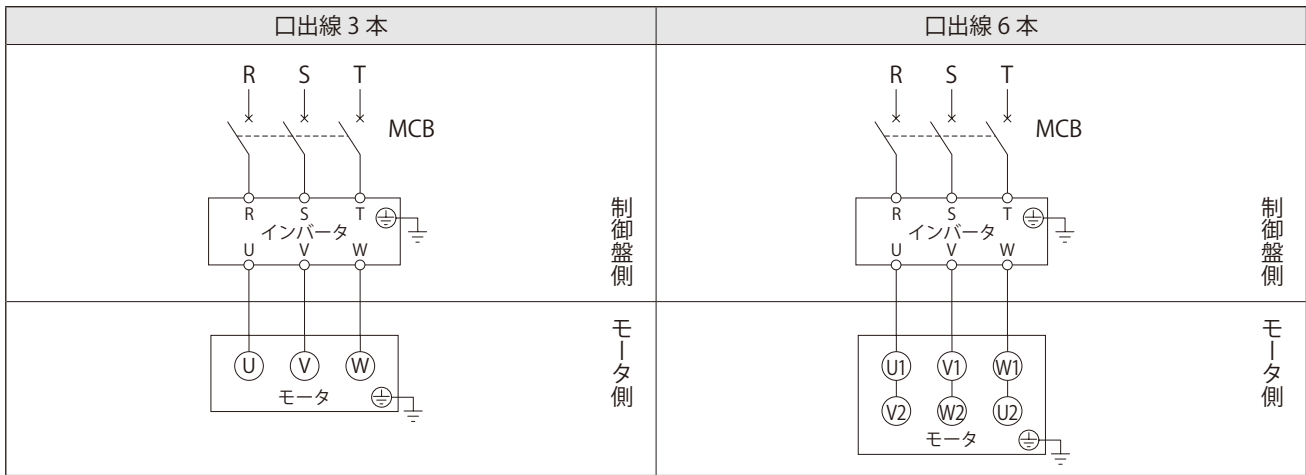 口出線 3 本
R S T
MCB
R S T
インバータ
U V W
制御盤側
U V W
モータ
モータ側
口出線 6 本
R S T
MCB
R S T
インバータ
U V W
制御盤側
U1 V1 W1
V2 W2 U2
モータ
モータ側